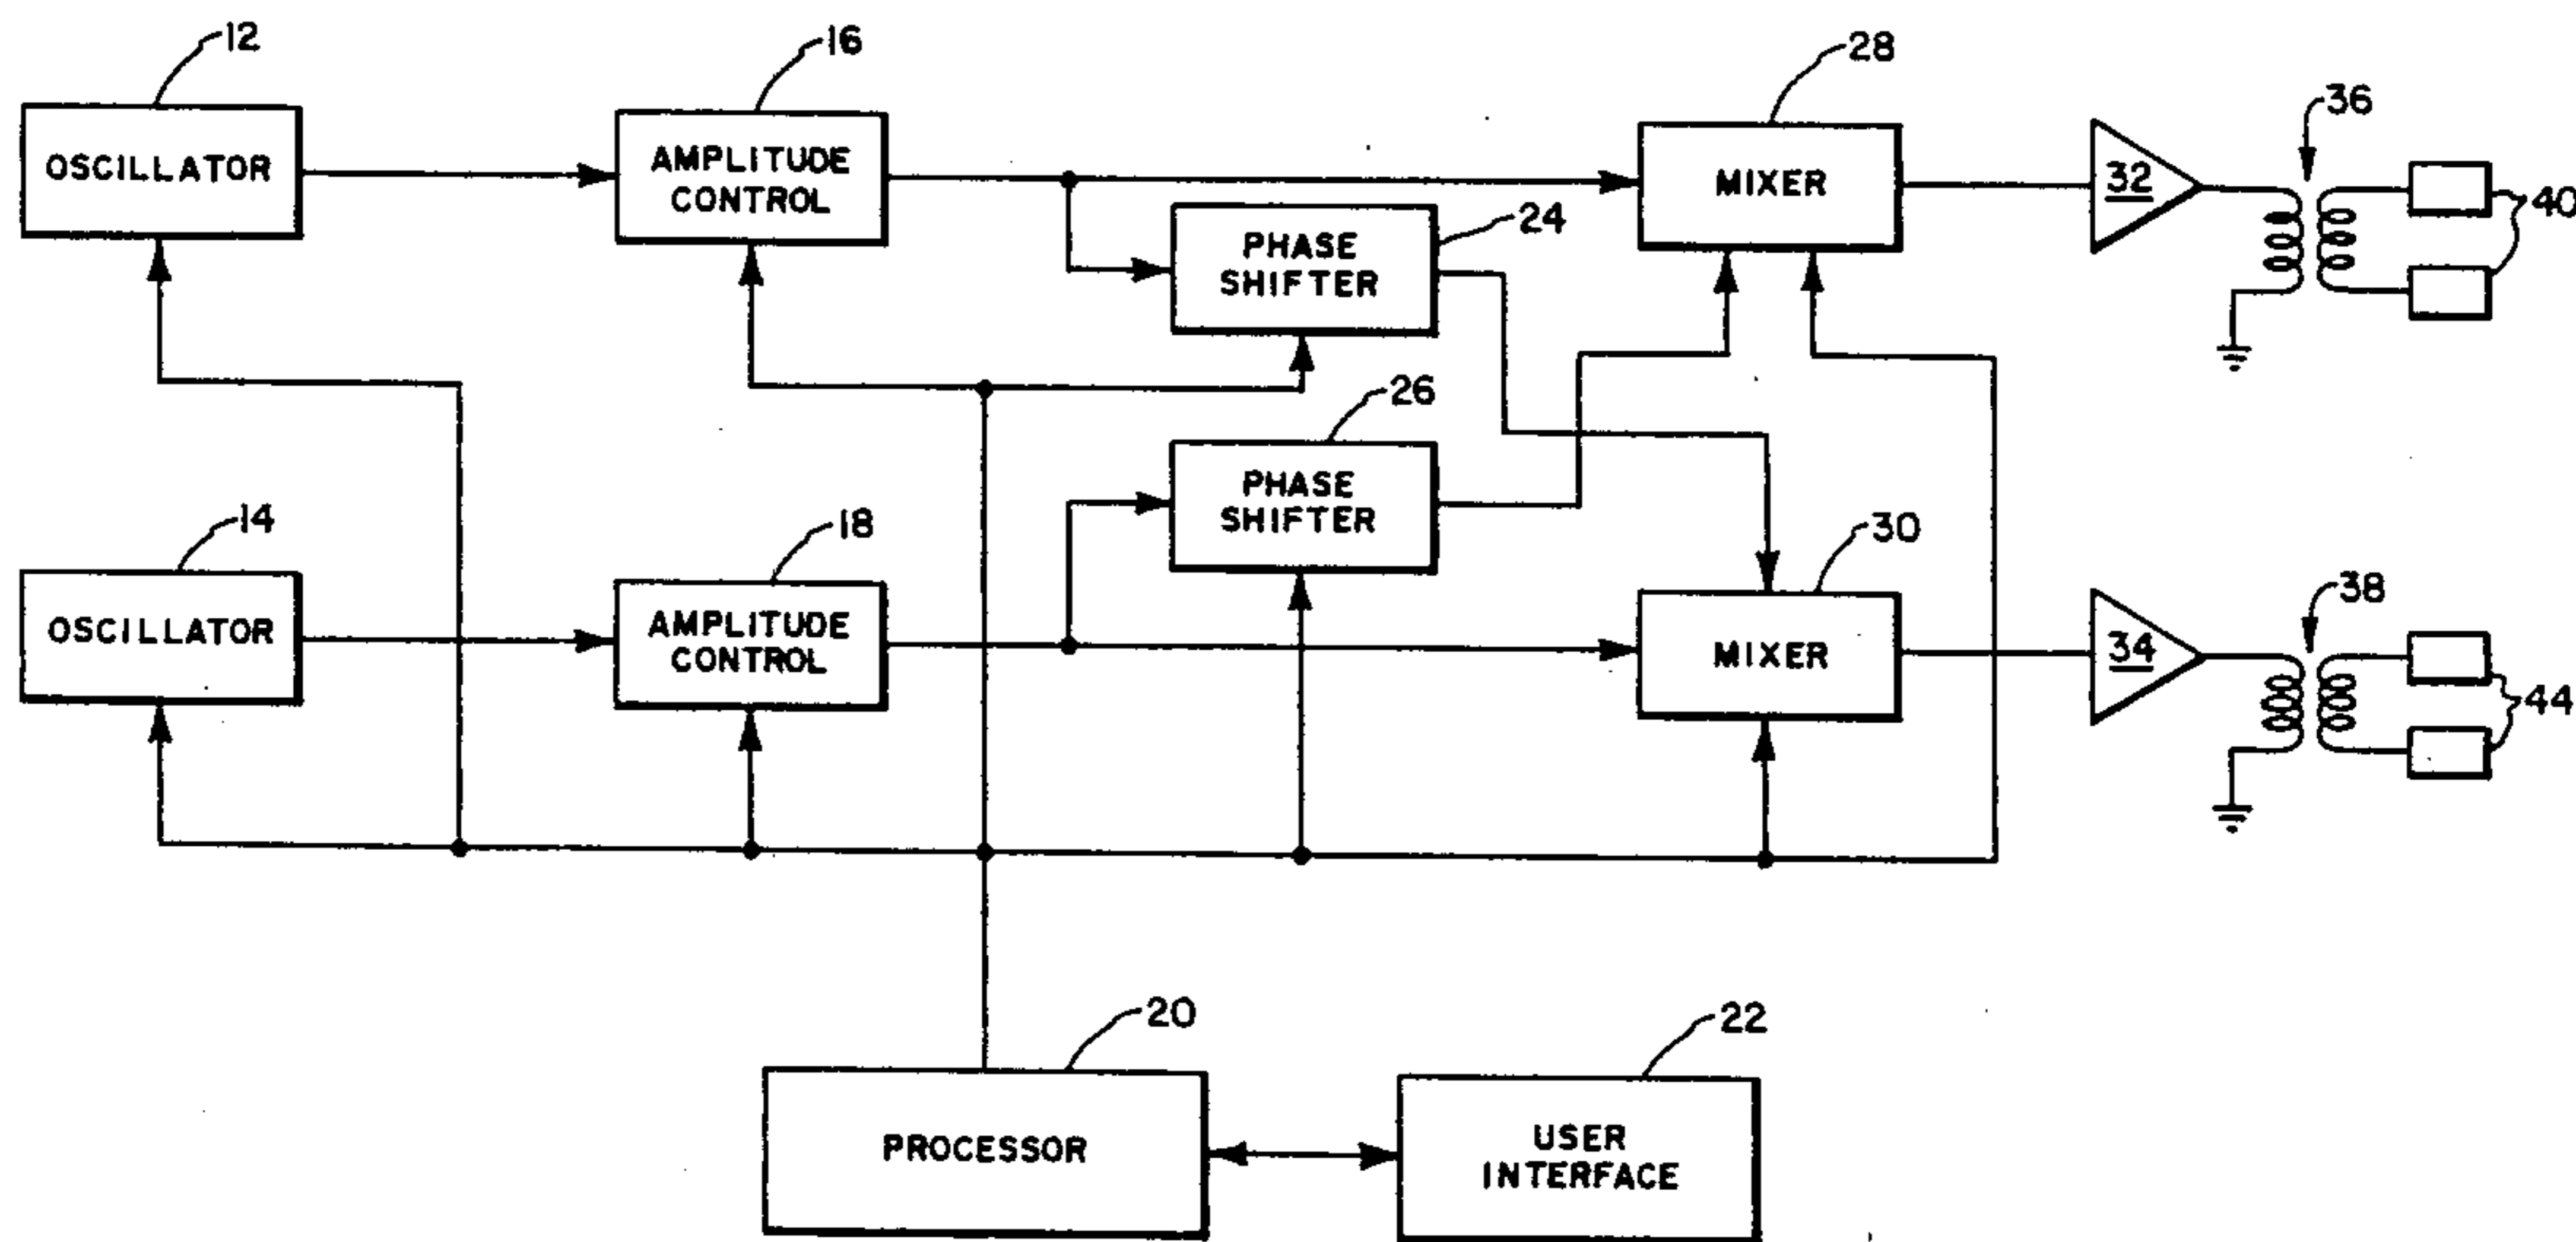 12
16
28
36
OSCILLATOR
AMPLITUDE
CONTROL
MIXER
32
40
24
PHASE
SHIFTER
26
14
18
PHASE
SHIFTER
30
38
OSCILLATOR
AMPLITUDE
CONTROL
MIXER
34
44
20
22
PROCESSOR
USER
INTERFACE